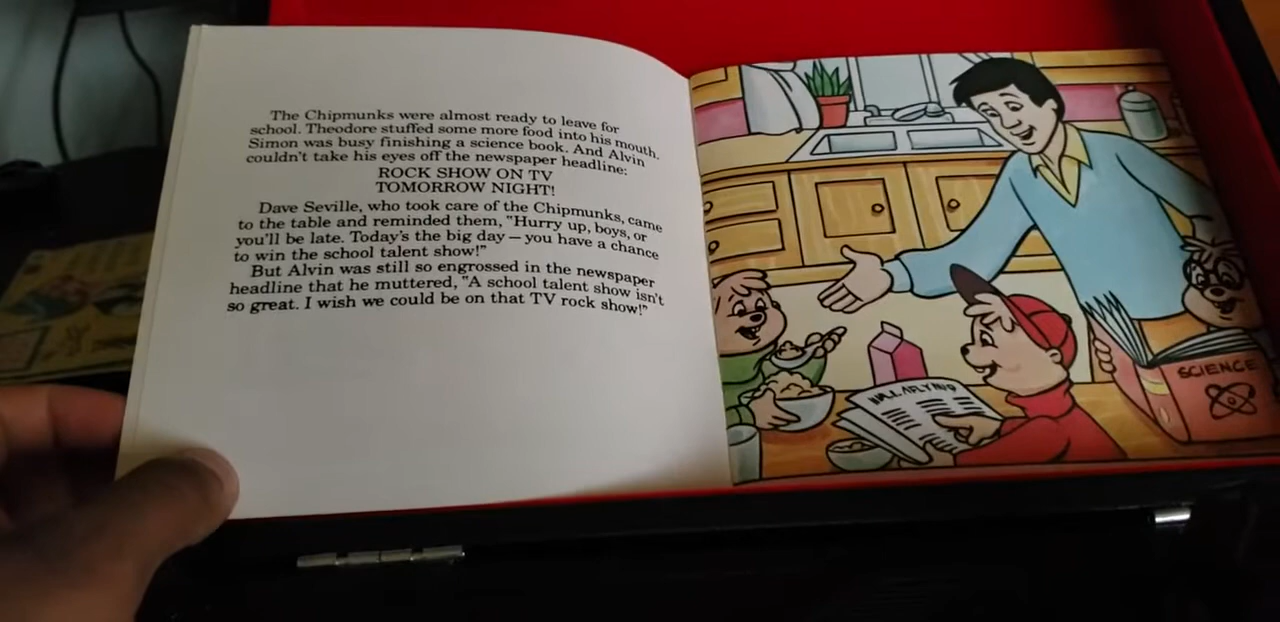 The Chipmunks were almost ready to leave for
school. Theodore stuffed some more food into his mouth.
Simon was busy finishing a science book. And Alvin
couldn't take his eyes off the newspaper headline:
ROCK SHOW ON TV
TOMORROW NIGHT!
Dave Seville, who took care of the Chipmunks, came
to the table and reminded them, "Hurry up, boys, or
you'll be late. Today's the big day — you have a chance
to win the school talent show!"
But Alvin was still so engrossed in the newspaper
headline that he muttered, "A school talent show isn't
so great. I wish we could be on that TV rock show!"
SCIENCE